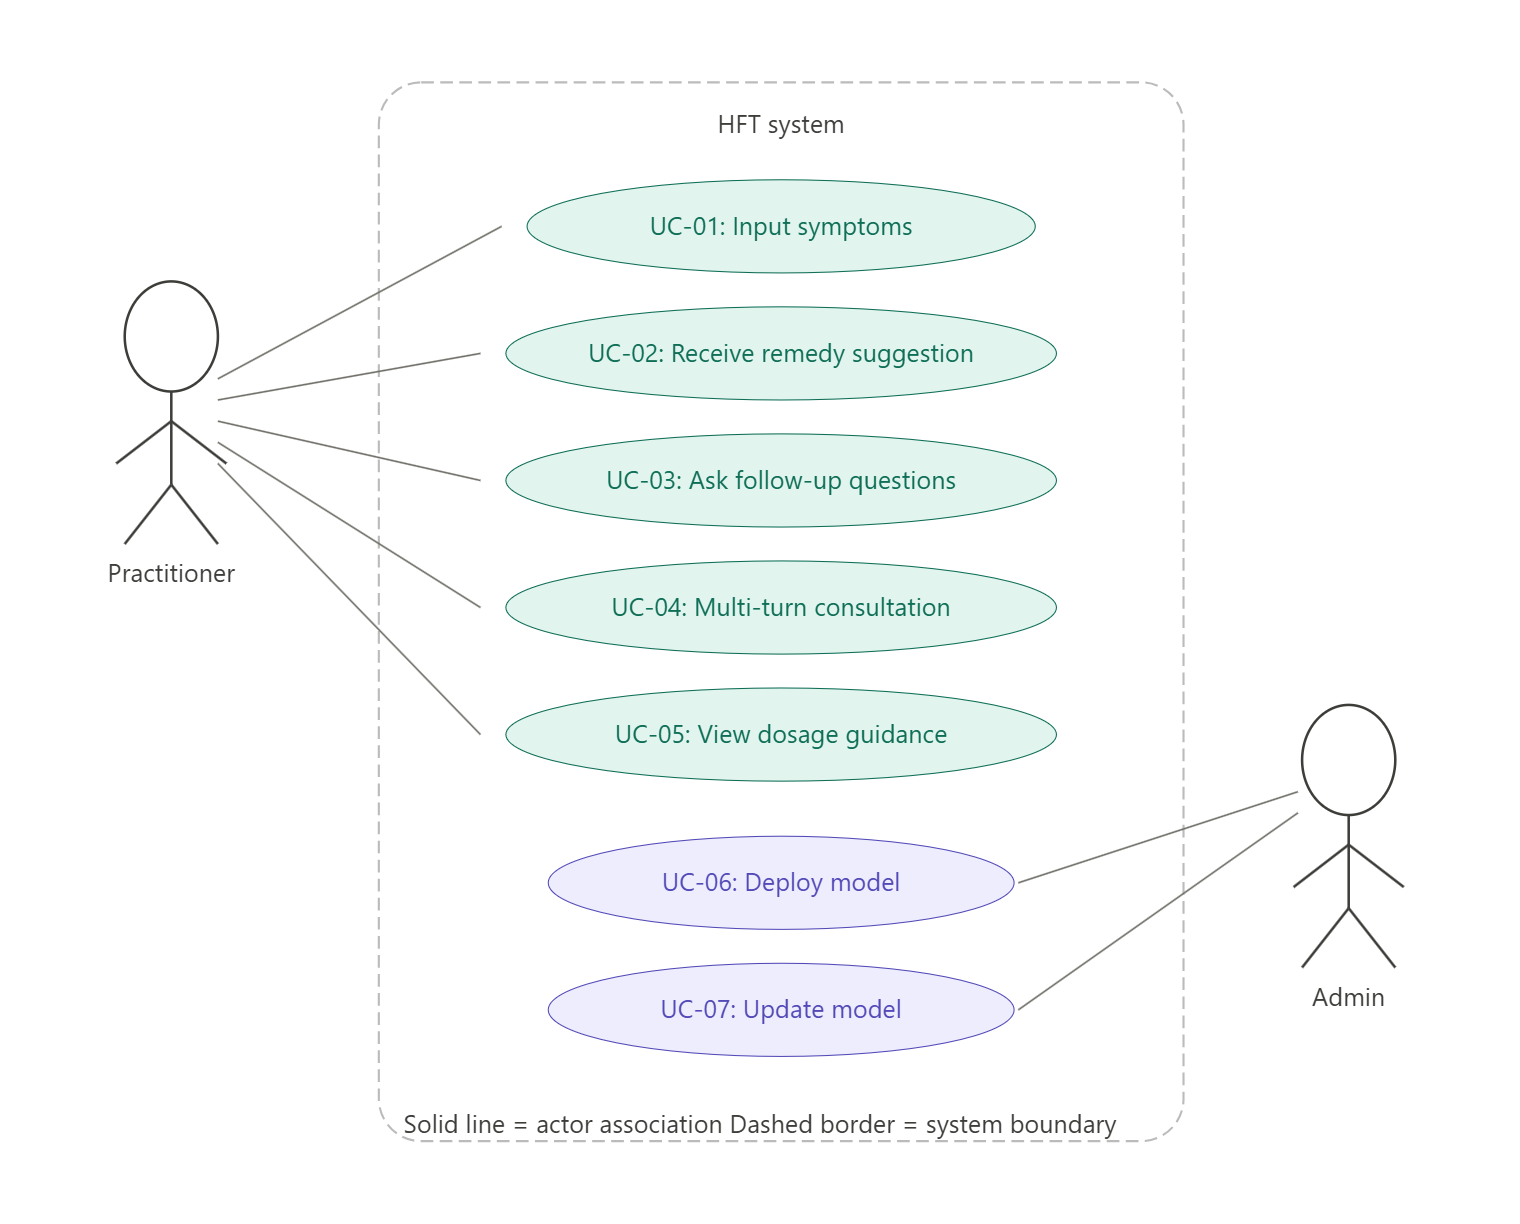 HFT system
UC-01: Input symptoms
UC-02: Receive remedy suggestion
UC-03: Ask follow-up questions
UC-04: Multi-turn consultation
UC-05: View dosage guidance
UC-06: Deploy model
UC-07: Update model
Practitioner
Admin
Solid line = actor association Dashed border = system boundary